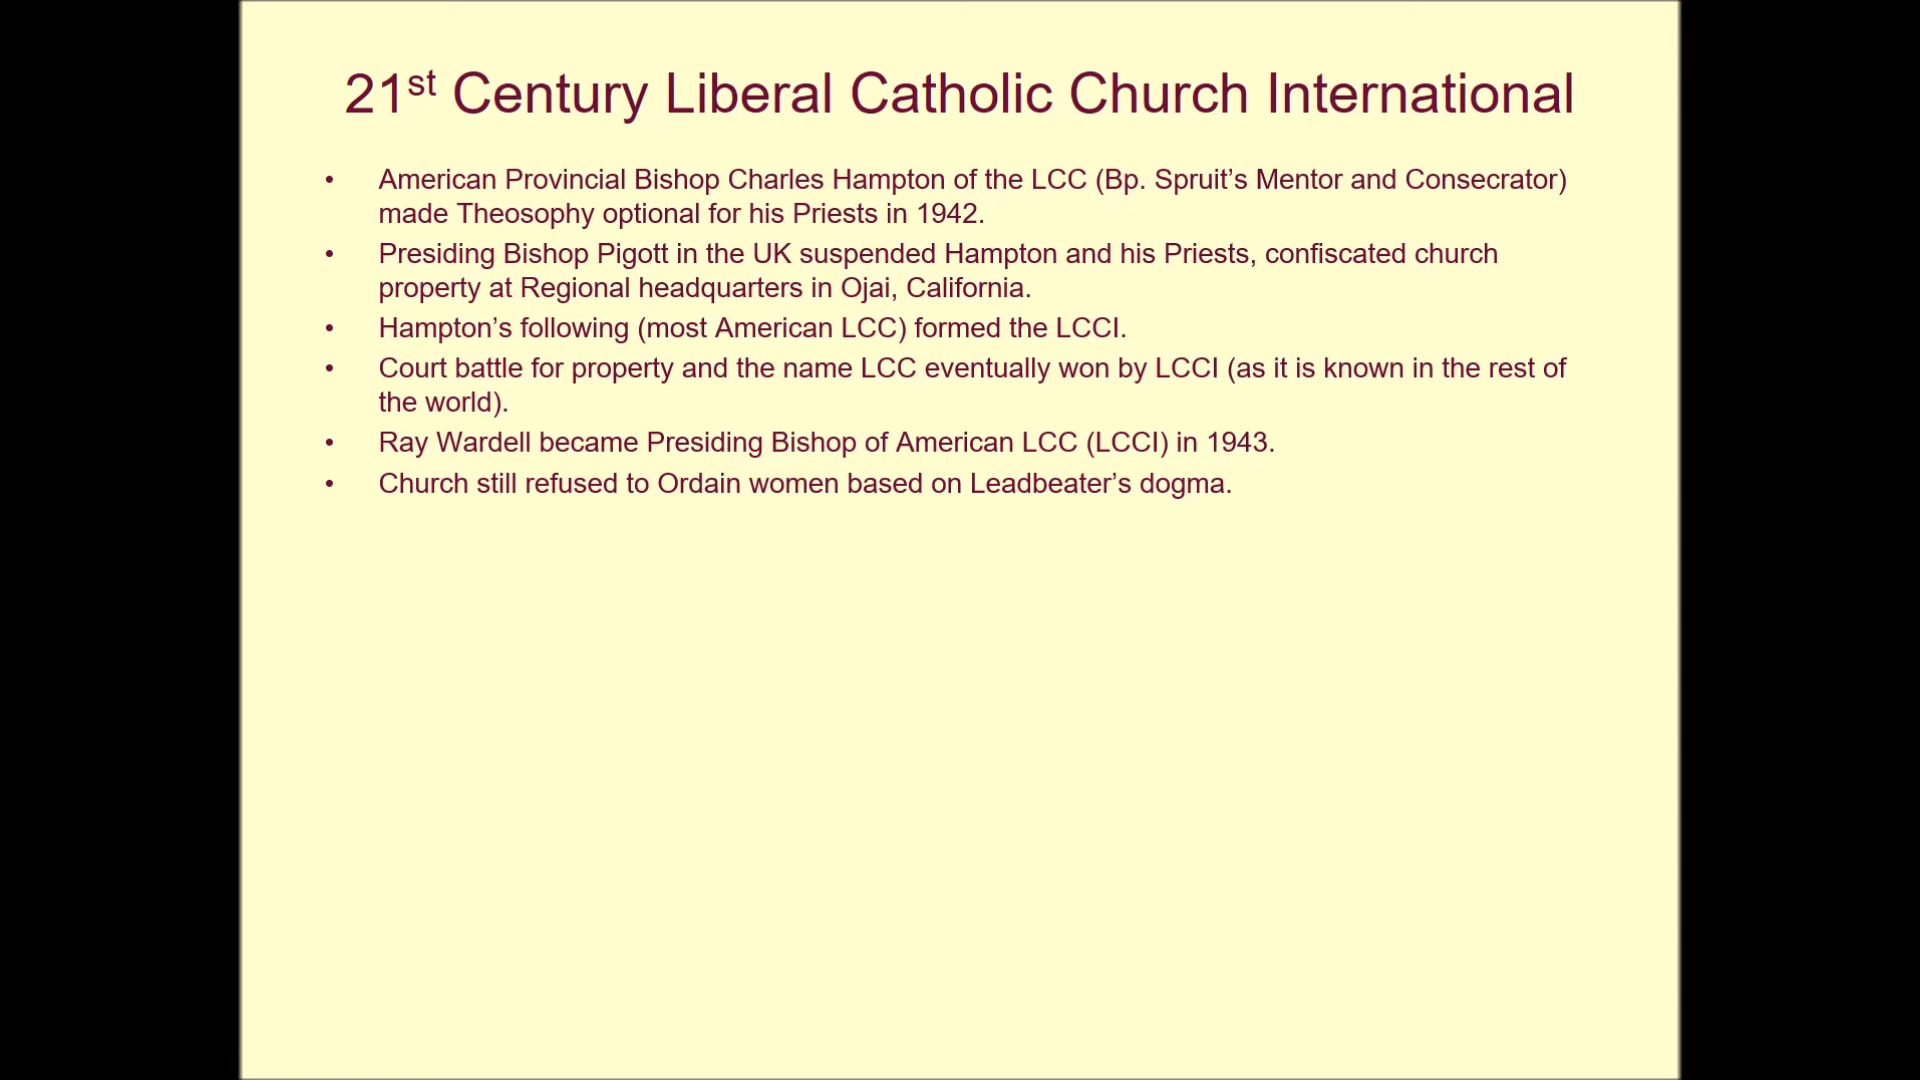 21st Century Liberal Catholic Church International
• American Provincial Bishop Charles Hampton of the LCC (Bp. Spruit’s Mentor and Consecrator)
made Theosophy optional for his Priests in 1942.
• Presiding Bishop Pigott in the UK suspended Hampton and his Priests, confiscated church
property at Regional headquarters in Ojai, California.
• Hampton’s following (most American LCC) formed the LCCI.
• Court battle for property and the name LCC eventually won by LCCI (as it is known in the rest of
the world).
• Ray Wardell became Presiding Bishop of American LCC (LCCI) in 1943.
• Church still refused to Ordain women based on Leadbeater’s dogma.